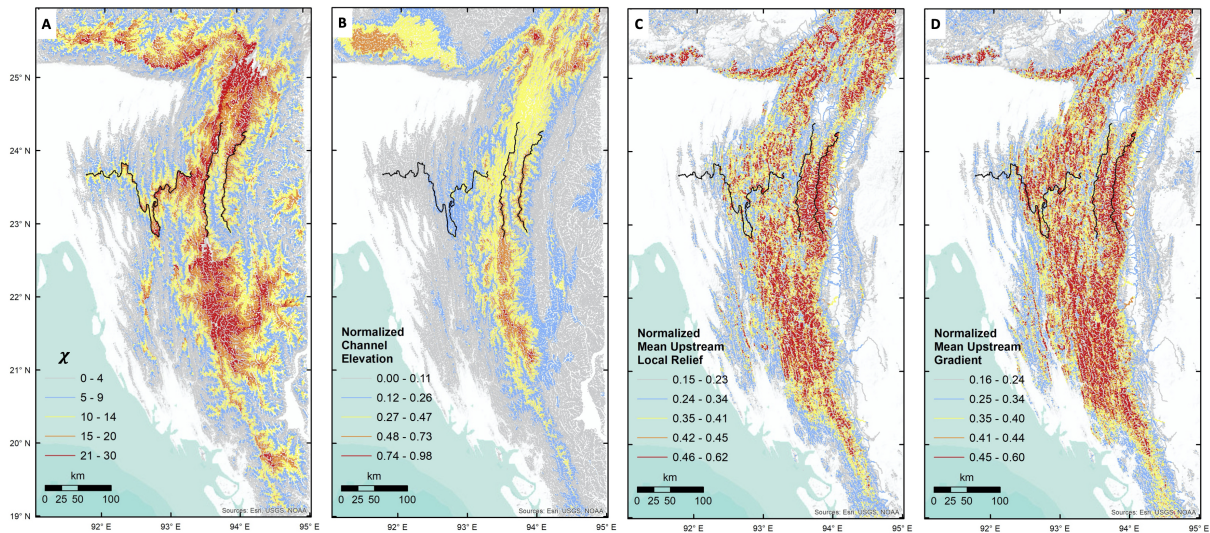 A
B
C
D
25° N
24° N
23° N
22° N
21° N
20° N
19° N
χ
0 - 4
5 - 9
10 - 14
15 - 20
21 - 30
km
0 25 50 100
Sources: Esri, USGS, NOAA
92° E 93° E 94° E 95° E
Normalized
Channel
Elevation
0.00 - 0.11
0.12 - 0.26
0.27 - 0.47
0.48 - 0.73
0.74 - 0.98
km
0 25 50 100
Sources: Esri, USGS, NOAA
92° E 93° E 94° E 95° E
Normalized
Mean Upstream
Local Relief
0.15 - 0.23
0.24 - 0.34
0.35 - 0.41
0.42 - 0.45
0.46 - 0.62
km
0 25 50 100
Sources: Esri, USGS, NOAA
92° E 93° E 94° E 95° E
Normalized
Mean Upstream
Gradient
0.16 - 0.24
0.25 - 0.34
0.35 - 0.40
0.41 - 0.44
0.45 - 0.60
km
0 25 50 100
Sources: Esri, USGS, NOAA
92° E 93° E 94° E 95° E